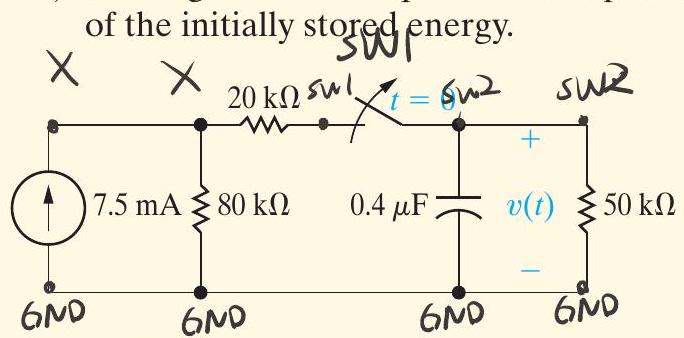 of the initially stored energy.
SW1
X X 20 kΩ SW1 t = 0 SW2 SW2
+
7.5 mA 80 kΩ 0.4 μF v(t) 50 kΩ
−
GND GND GND GND